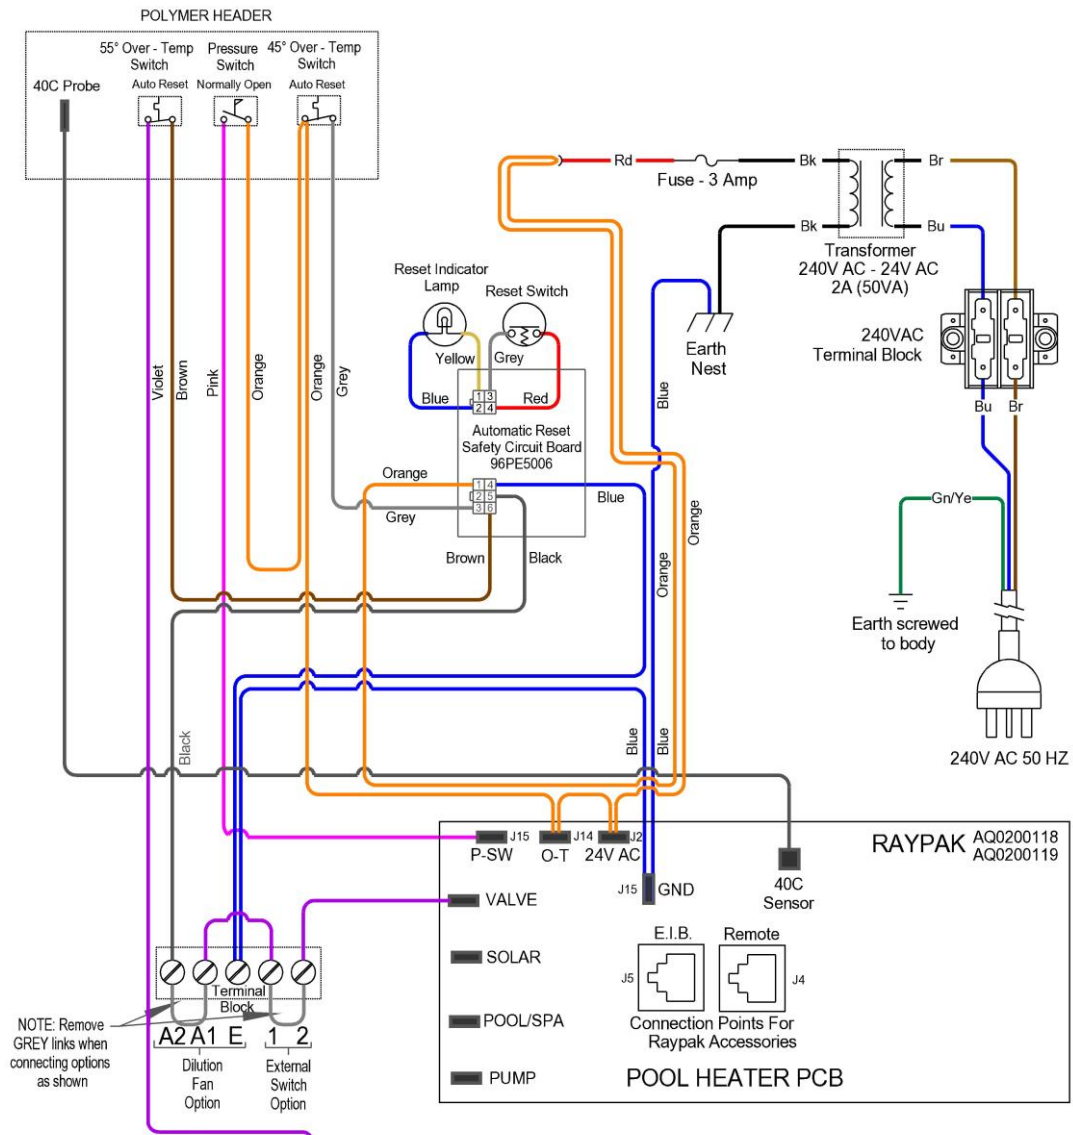 POLYMER HEADER
40C Probe
55° Over - Temp
Switch
Auto Reset
Pressure
Switch
Normally Open
45° Over - Temp
Switch
Auto Reset
Rd
Fuse - 3 Amp
Bk
Bk
Br
Bu
Transformer
240V AC - 24V AC
2A (50VA)
Reset Indicator
Lamp
Reset Switch
Yellow
Grey
Blue
Red
1 3
2 4
Automatic Reset
Safety Circuit Board
96PE5006
Earth
Nest
240VAC
Terminal Block
Bu
Br
Violet
Brown
Pink
Orange
Orange
Grey
Blue
Orange
Grey
1 4
2 5
3 6
Blue
Brown
Black
Orange
Orange
Gn/Ye
Earth screwed
to body
240V AC 50 HZ
Black
Blue
Blue
J15
P-SW
J14
O-T
J2
24V AC
RAYPAK
AQ0200118
AQ0200119
J15
GND
40C
Sensor
VALVE
SOLAR
POOL/SPA
PUMP
E.I.B.
Remote
J5
J4
Connection Points For
Raypak Accessories
POOL HEATER PCB
Terminal
Block
NOTE: Remove
GREY links when
connecting options
as shown
A2 A1 E 1 2
Dilution
Fan
Option
External
Switch
Option